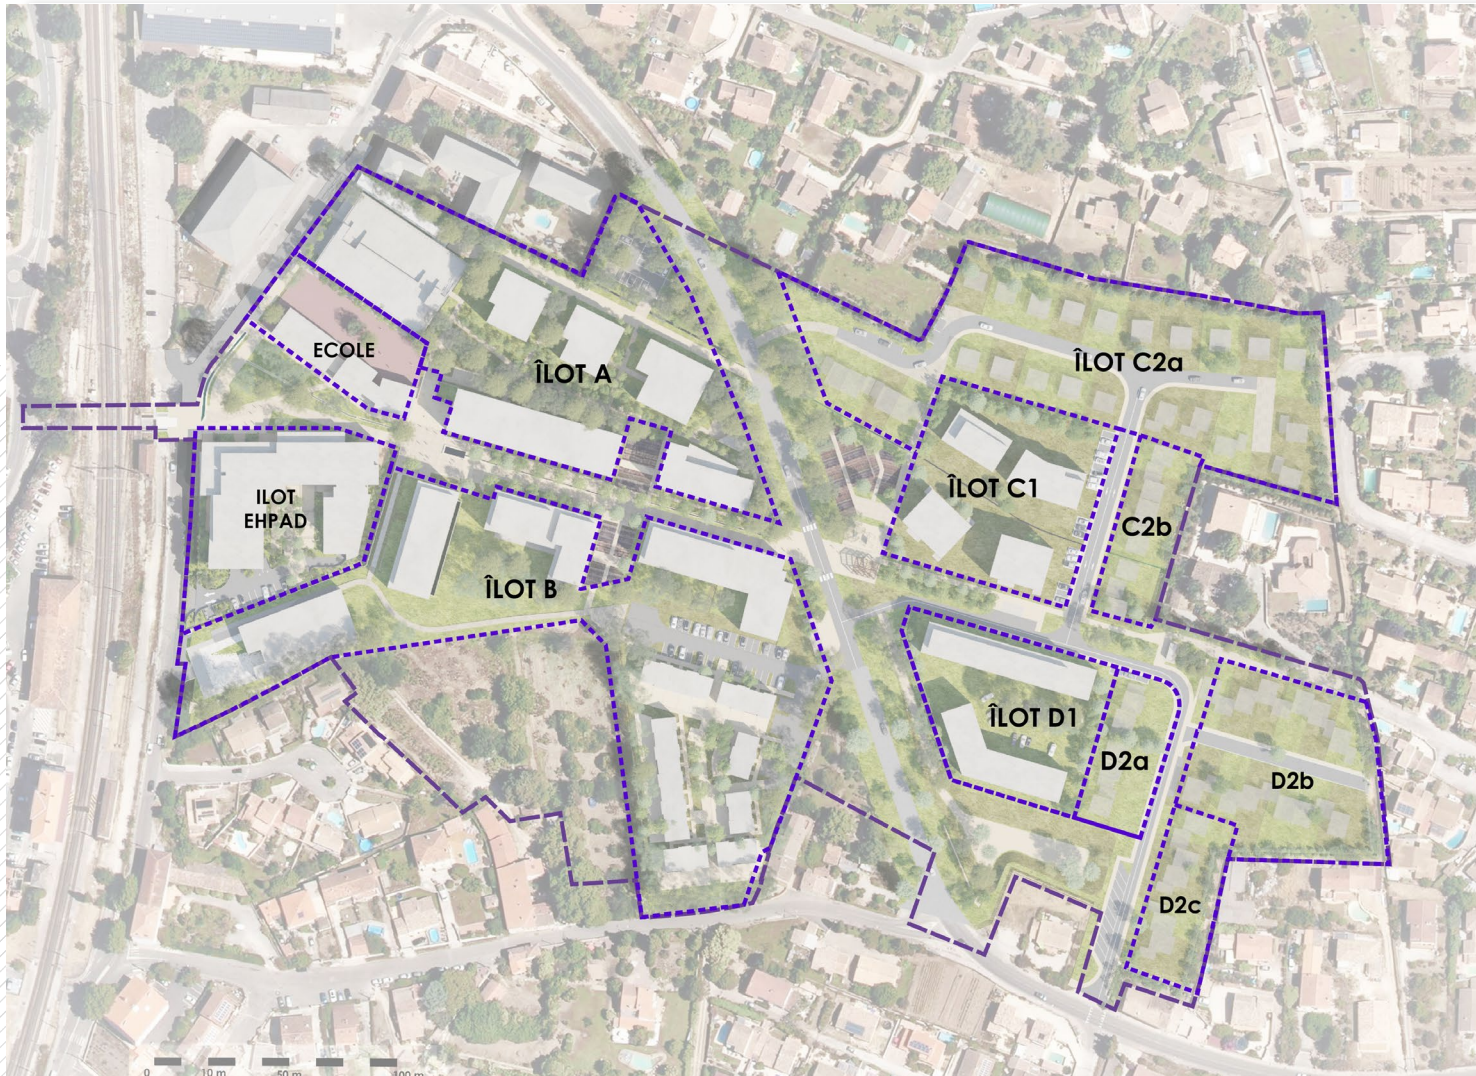 ECOLE
ÎLOT A
ÎLOT C2a
ILOT
EHPAD
ÎLOT B
ÎLOT C1
C2b
ÎLOT D1
D2a
D2b
D2c
0 10 m 50 m 100 m